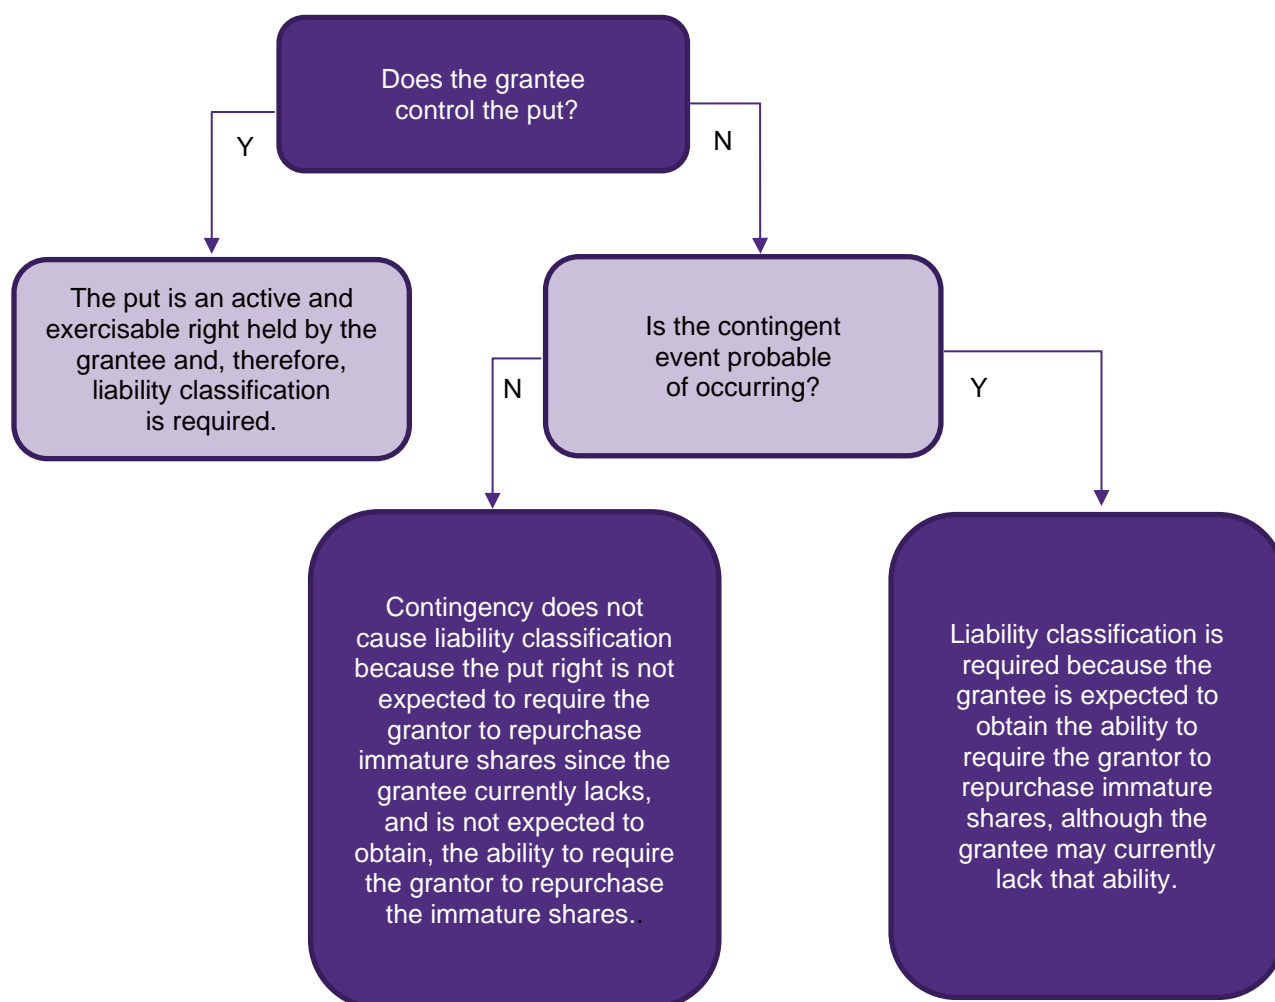 Does the grantee
control the put?
Y
N
The put is an active and
exercisable right held by the
grantee and, therefore,
liability classification
is required.
Is the contingent
event probable
of occurring?
N
Y
Contingency does not
cause liability classification
because the put right is not
expected to require the
grantor to repurchase
immature shares since the
grantee currently lacks,
and is not expected to
obtain, the ability to require
the grantor to repurchase
the immature shares..
Liability classification is
required because the
grantee is expected to
obtain the ability to
require the grantor to
repurchase immature
shares, although the
grantee may currently
lack that ability.